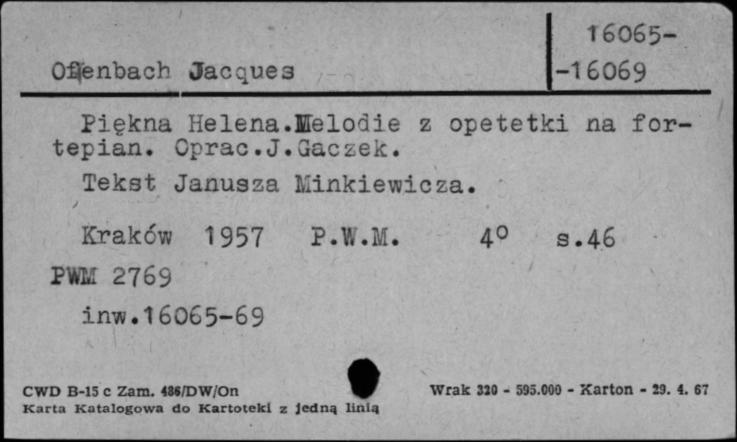 16065-
Offenbach Jacques -16069
Piękna Helena.Melodie z opetetki na for-
tepian. Oprac.J.Gaczek.
Tekst Janusza Minkiewicza.
Kraków 1957 P.W.M. 4° s.46
PWM 2769
inw.16065-69
CWD B-15 c Zam. 486/DW/On Wrak 320 - 595.000 - Karton - 29. 4. 67
Karta Katalogowa do Kartoteki z jedną linią